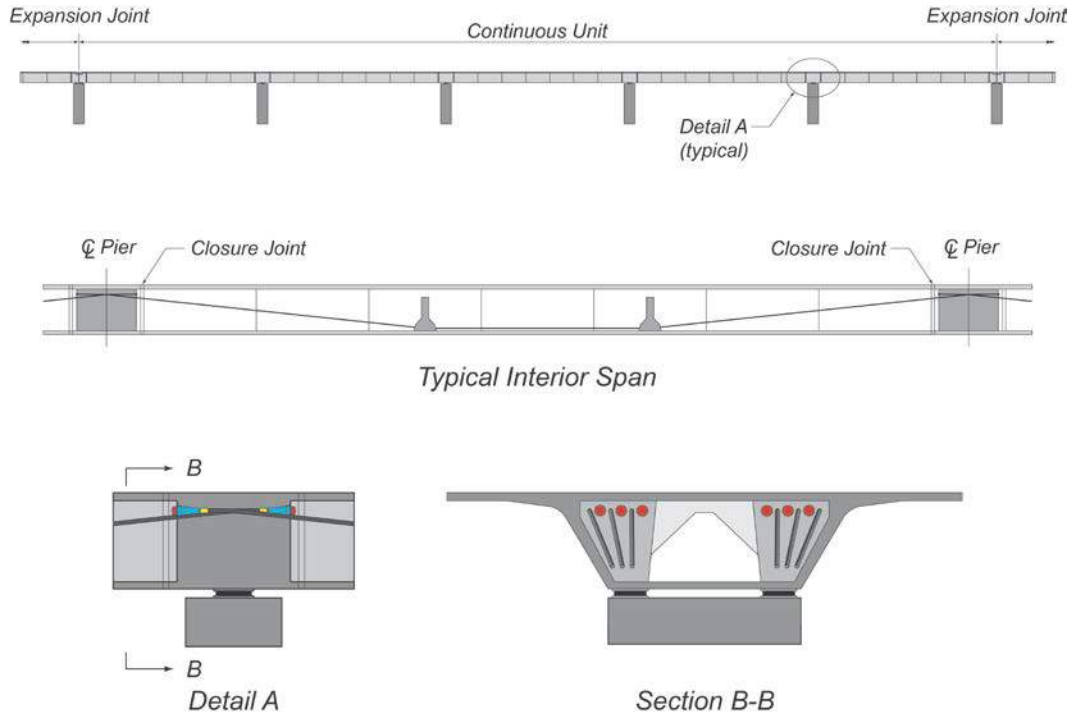 Expansion Joint
Expansion Joint
Continuous Unit
Detail A
(typical)
℄ Pier
Closure Joint
Closure Joint
℄ Pier
Typical Interior Span
B
B
Detail A
Section B-B